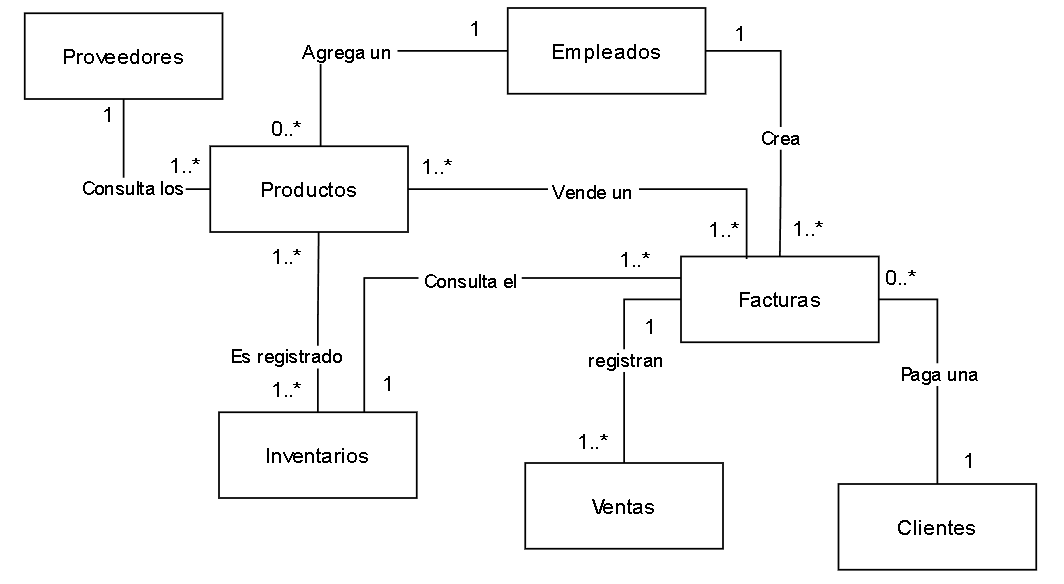 Proveedores
Agrega un
1
Empleados
1
1
0..*
Crea
1..*
Consulta los
Productos
1..*
Vende un
1..*
1..*
1..*
Consulta el
1..*
Facturas
0..*
1
registran
Es registrado
1..*
1
Paga una
Inventarios
1..*
Ventas
1
Clientes